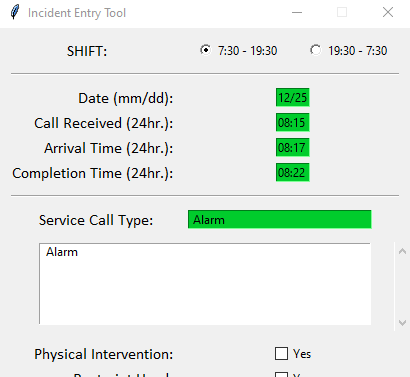 Incident Entry Tool
SHIFT: 7:30 - 19:30 19:30 - 7:30
Date (mm/dd): 12/25
Call Received (24hr.): 08:15
Arrival Time (24hr.): 08:17
Completion Time (24hr.): 08:22
Service Call Type: Alarm
Alarm
Physical Intervention: Yes